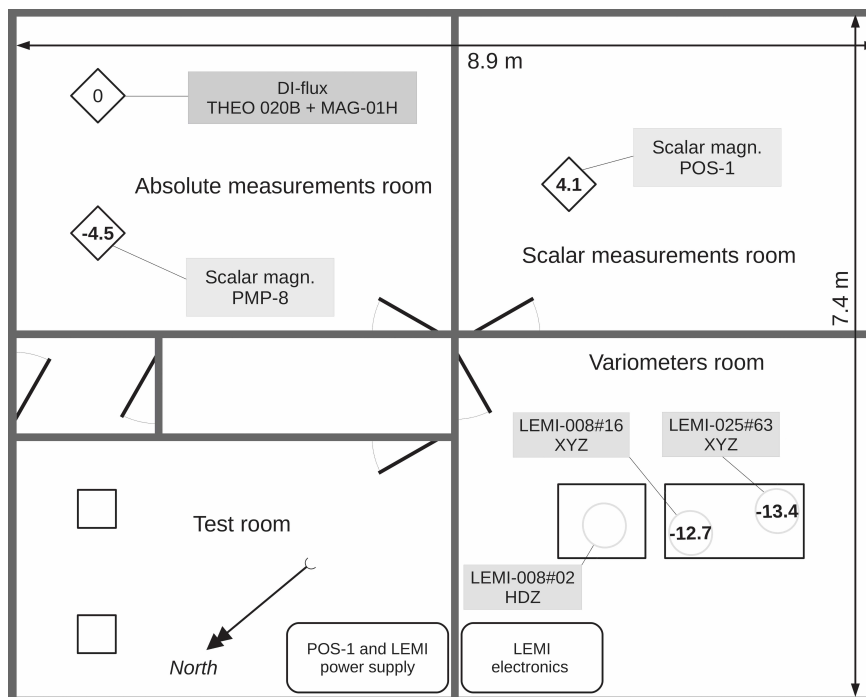 8.9 m
0
DI-flux
THEO 020B + MAG-01H
Scalar magn.
POS-1
4.1
Absolute measurements room
-4.5
Scalar magn.
PMP-8
Scalar measurements room
7.4 m
Variometers room
LEMI-008#16
XYZ
LEMI-025#63
XYZ
-13.4
-12.7
Test room
LEMI-008#02
HDZ
North
POS-1 and LEMI
power supply
LEMI
electronics